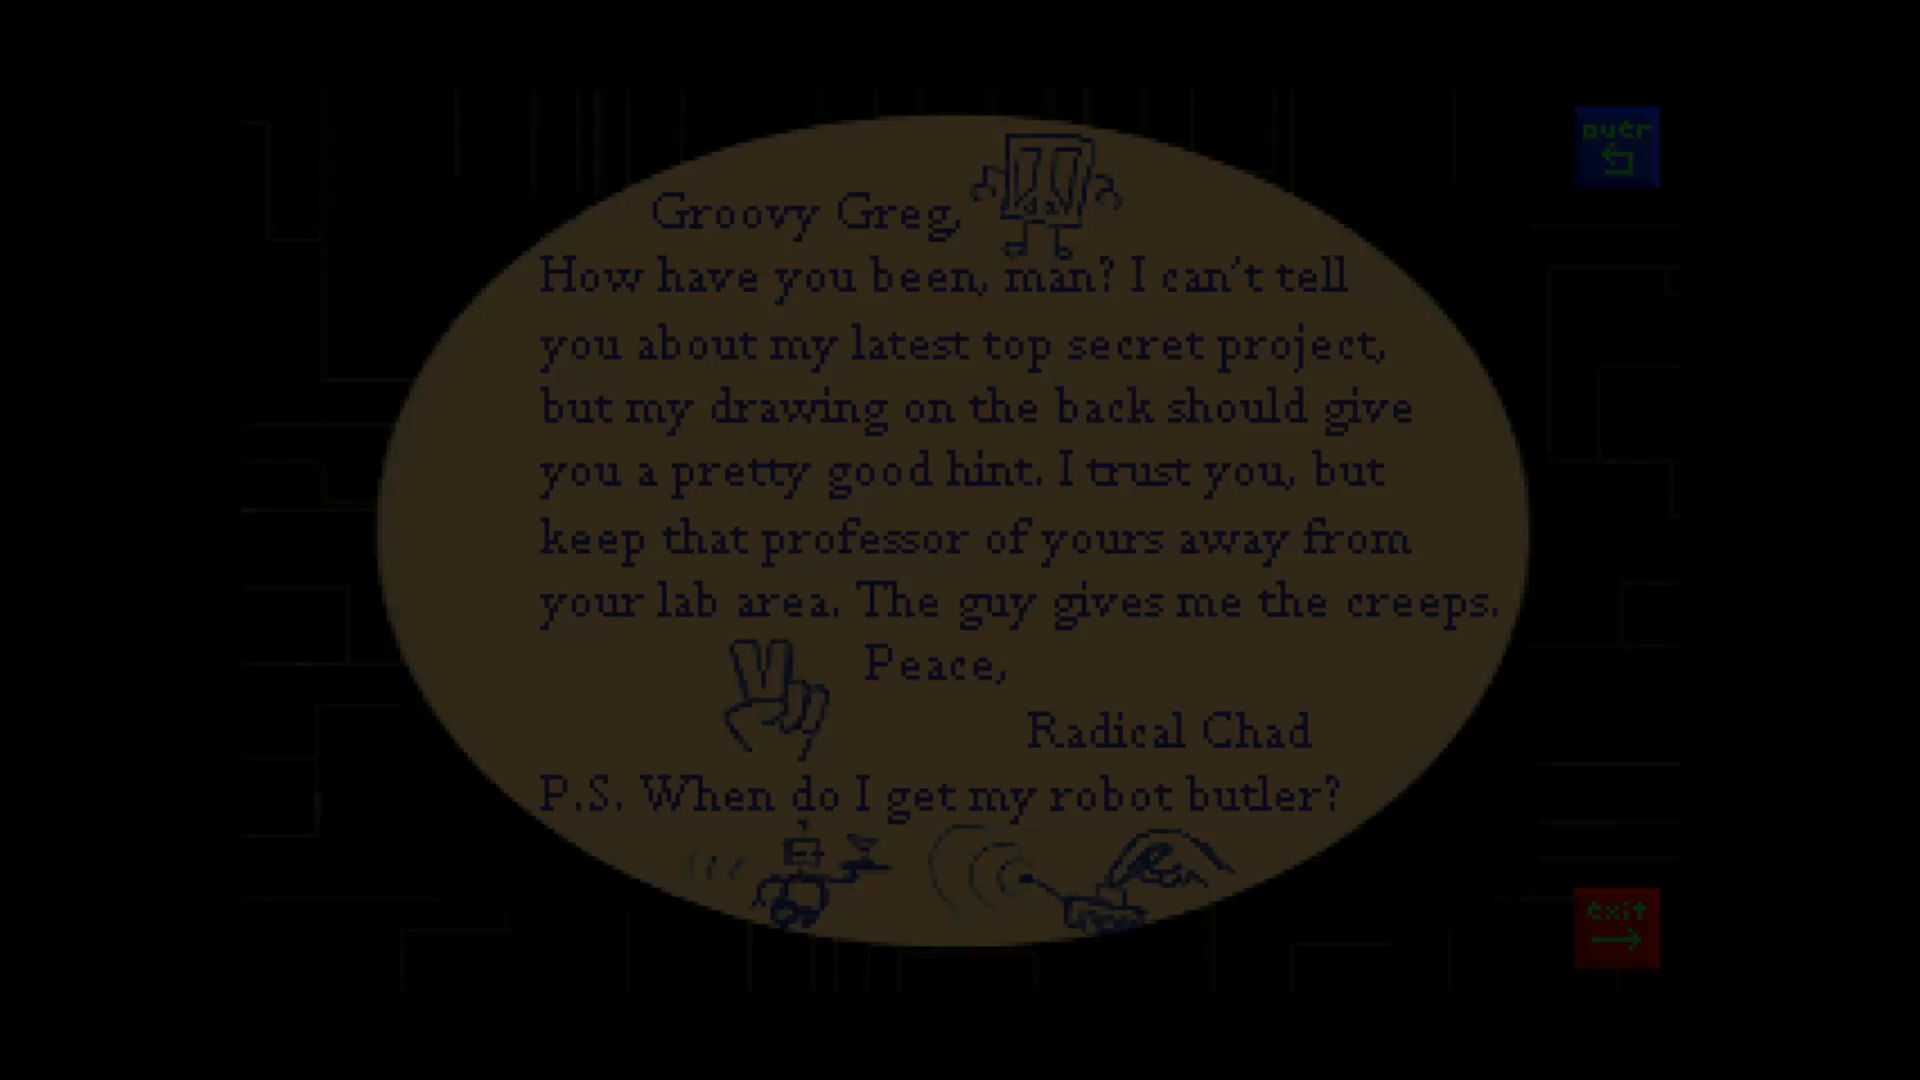 over
Groovy Greg,
How have you been, man? I can't tell
you about my latest top secret project,
but my drawing on the back should give
you a pretty good hint. I trust you, but
keep that professor of yours away from
your lab area. The guy gives me the creeps.
Peace,
Radical Chad
P.S. When do I get my robot butler?
exit